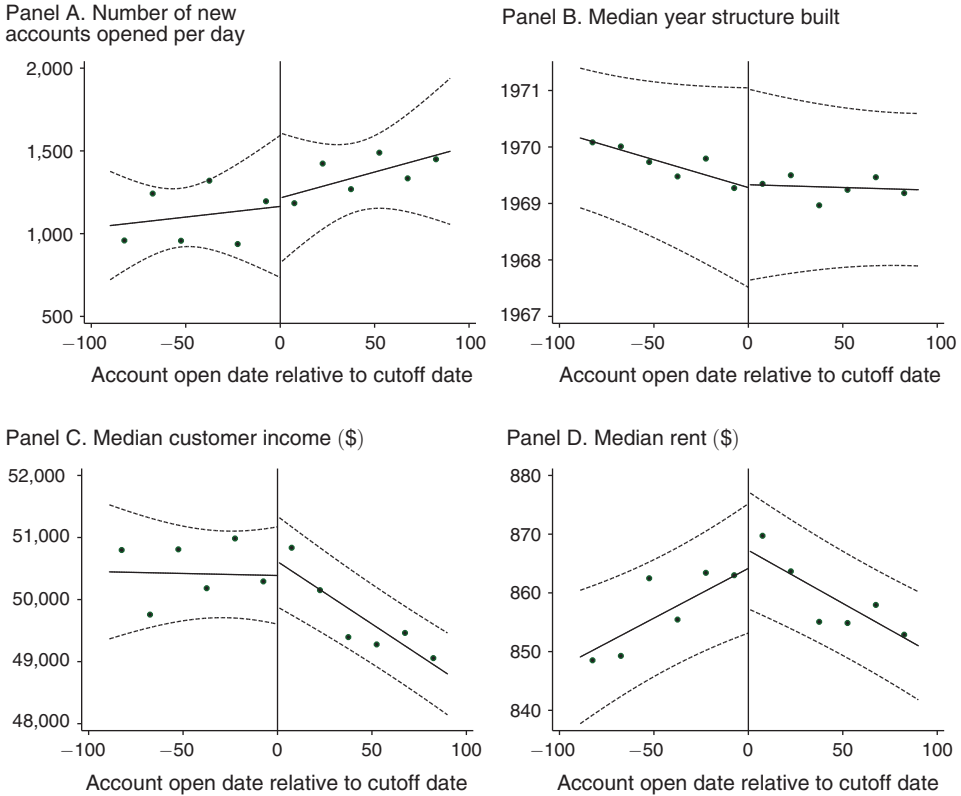 Panel A. Number of new
accounts opened per day
2,000
1,500
1,000
500
−100 −50 0 50 100
Account open date relative to cutoff date
Panel B. Median year structure built
1971
1970
1969
1968
1967
−100 −50 0 50 100
Account open date relative to cutoff date
Panel C. Median customer income ($)
52,000
51,000
50,000
49,000
48,000
−100 −50 0 50 100
Account open date relative to cutoff date
Panel D. Median rent ($)
880
870
860
850
840
−100 −50 0 50 100
Account open date relative to cutoff date